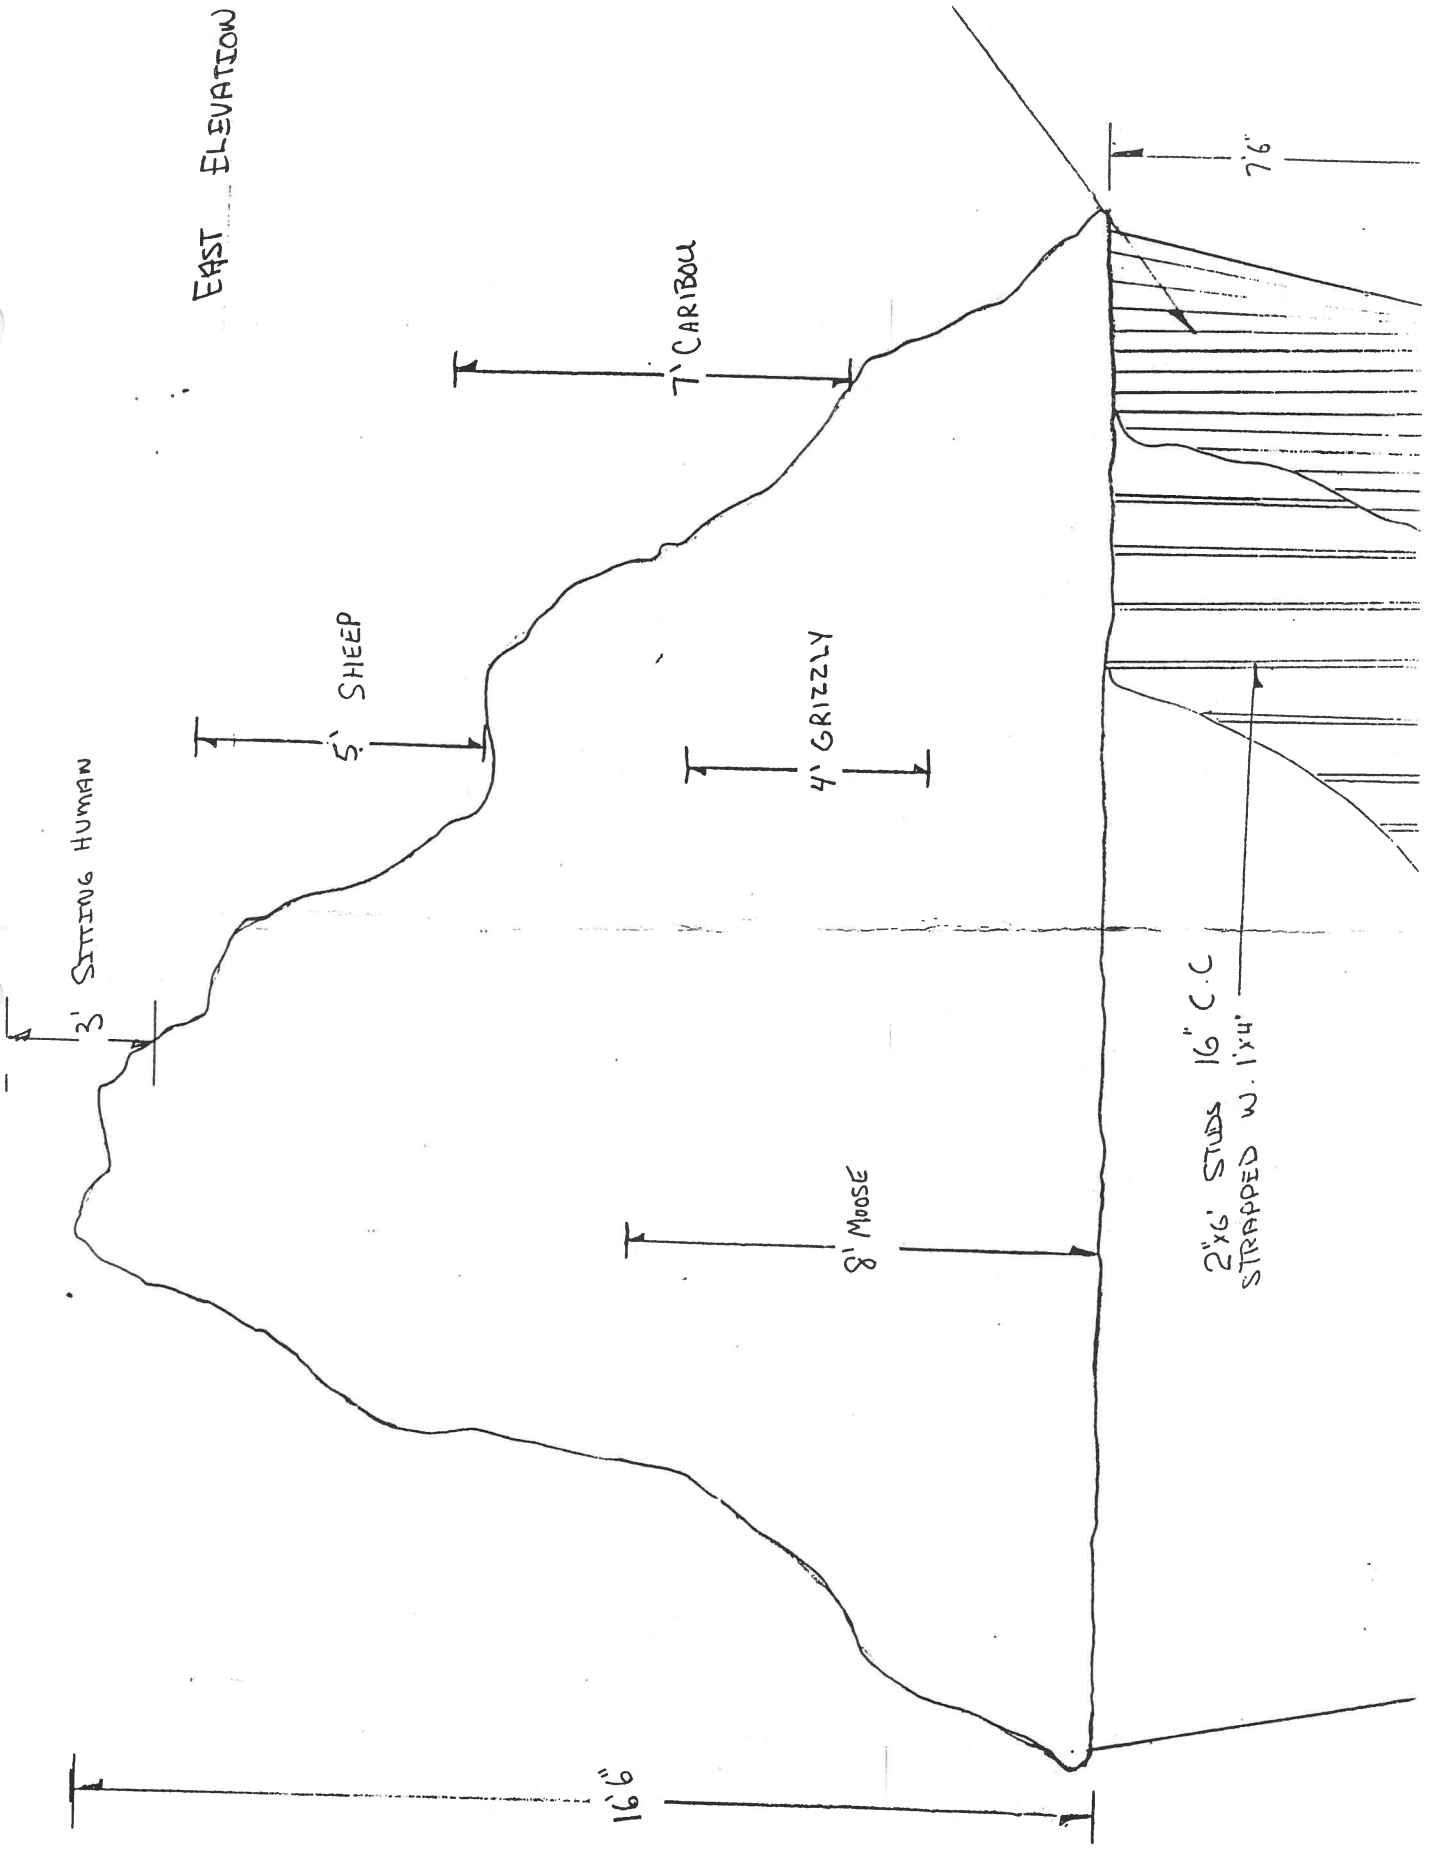 EAST ELEVATION
3' SITTING HUMAN
5' SHEEP
7' CARIBOU
4' GRIZZLY
8' MOOSE
16'6"
7'6"
2"x6' STUDS 16" C.C
STRAPPED W. 1'x4"